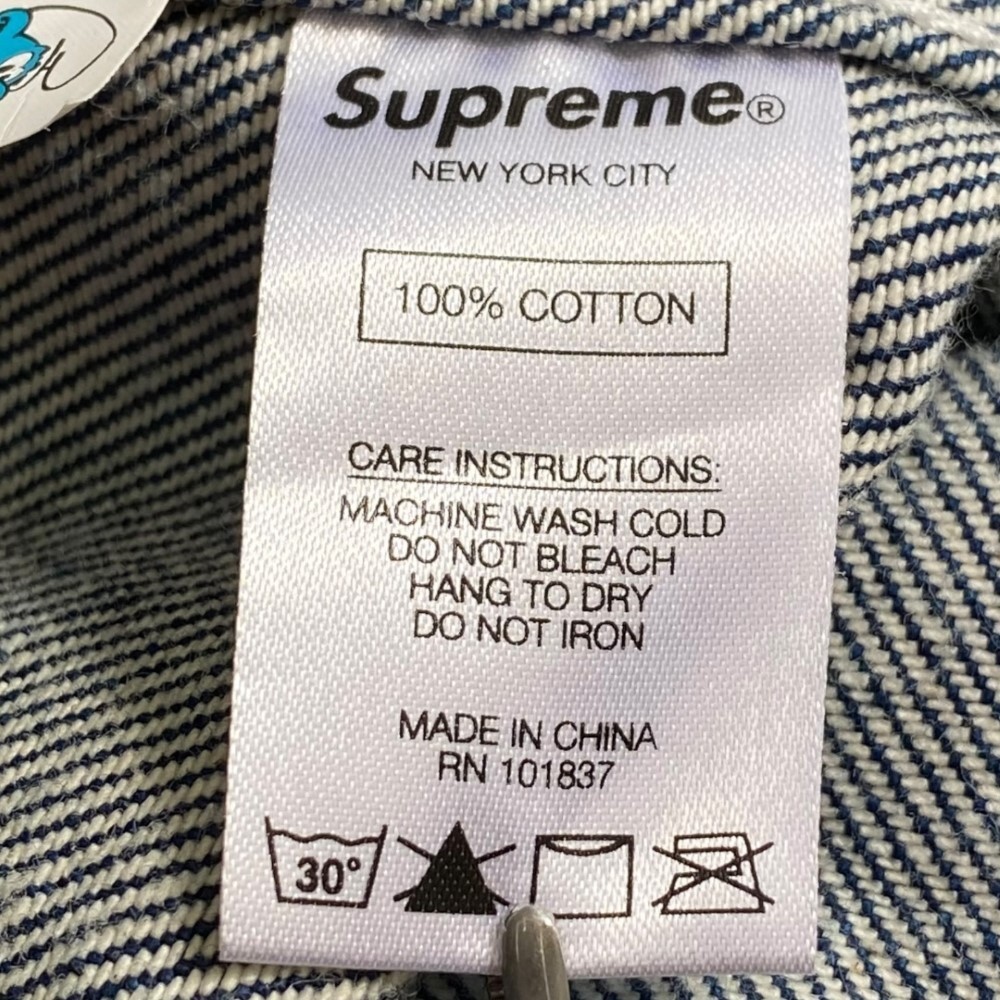 Supreme®
NEW YORK CITY
100% COTTON
CARE INSTRUCTIONS:
MACHINE WASH COLD
DO NOT BLEACH
HANG TO DRY
DO NOT IRON
MADE IN CHINA
RN 101837
30°